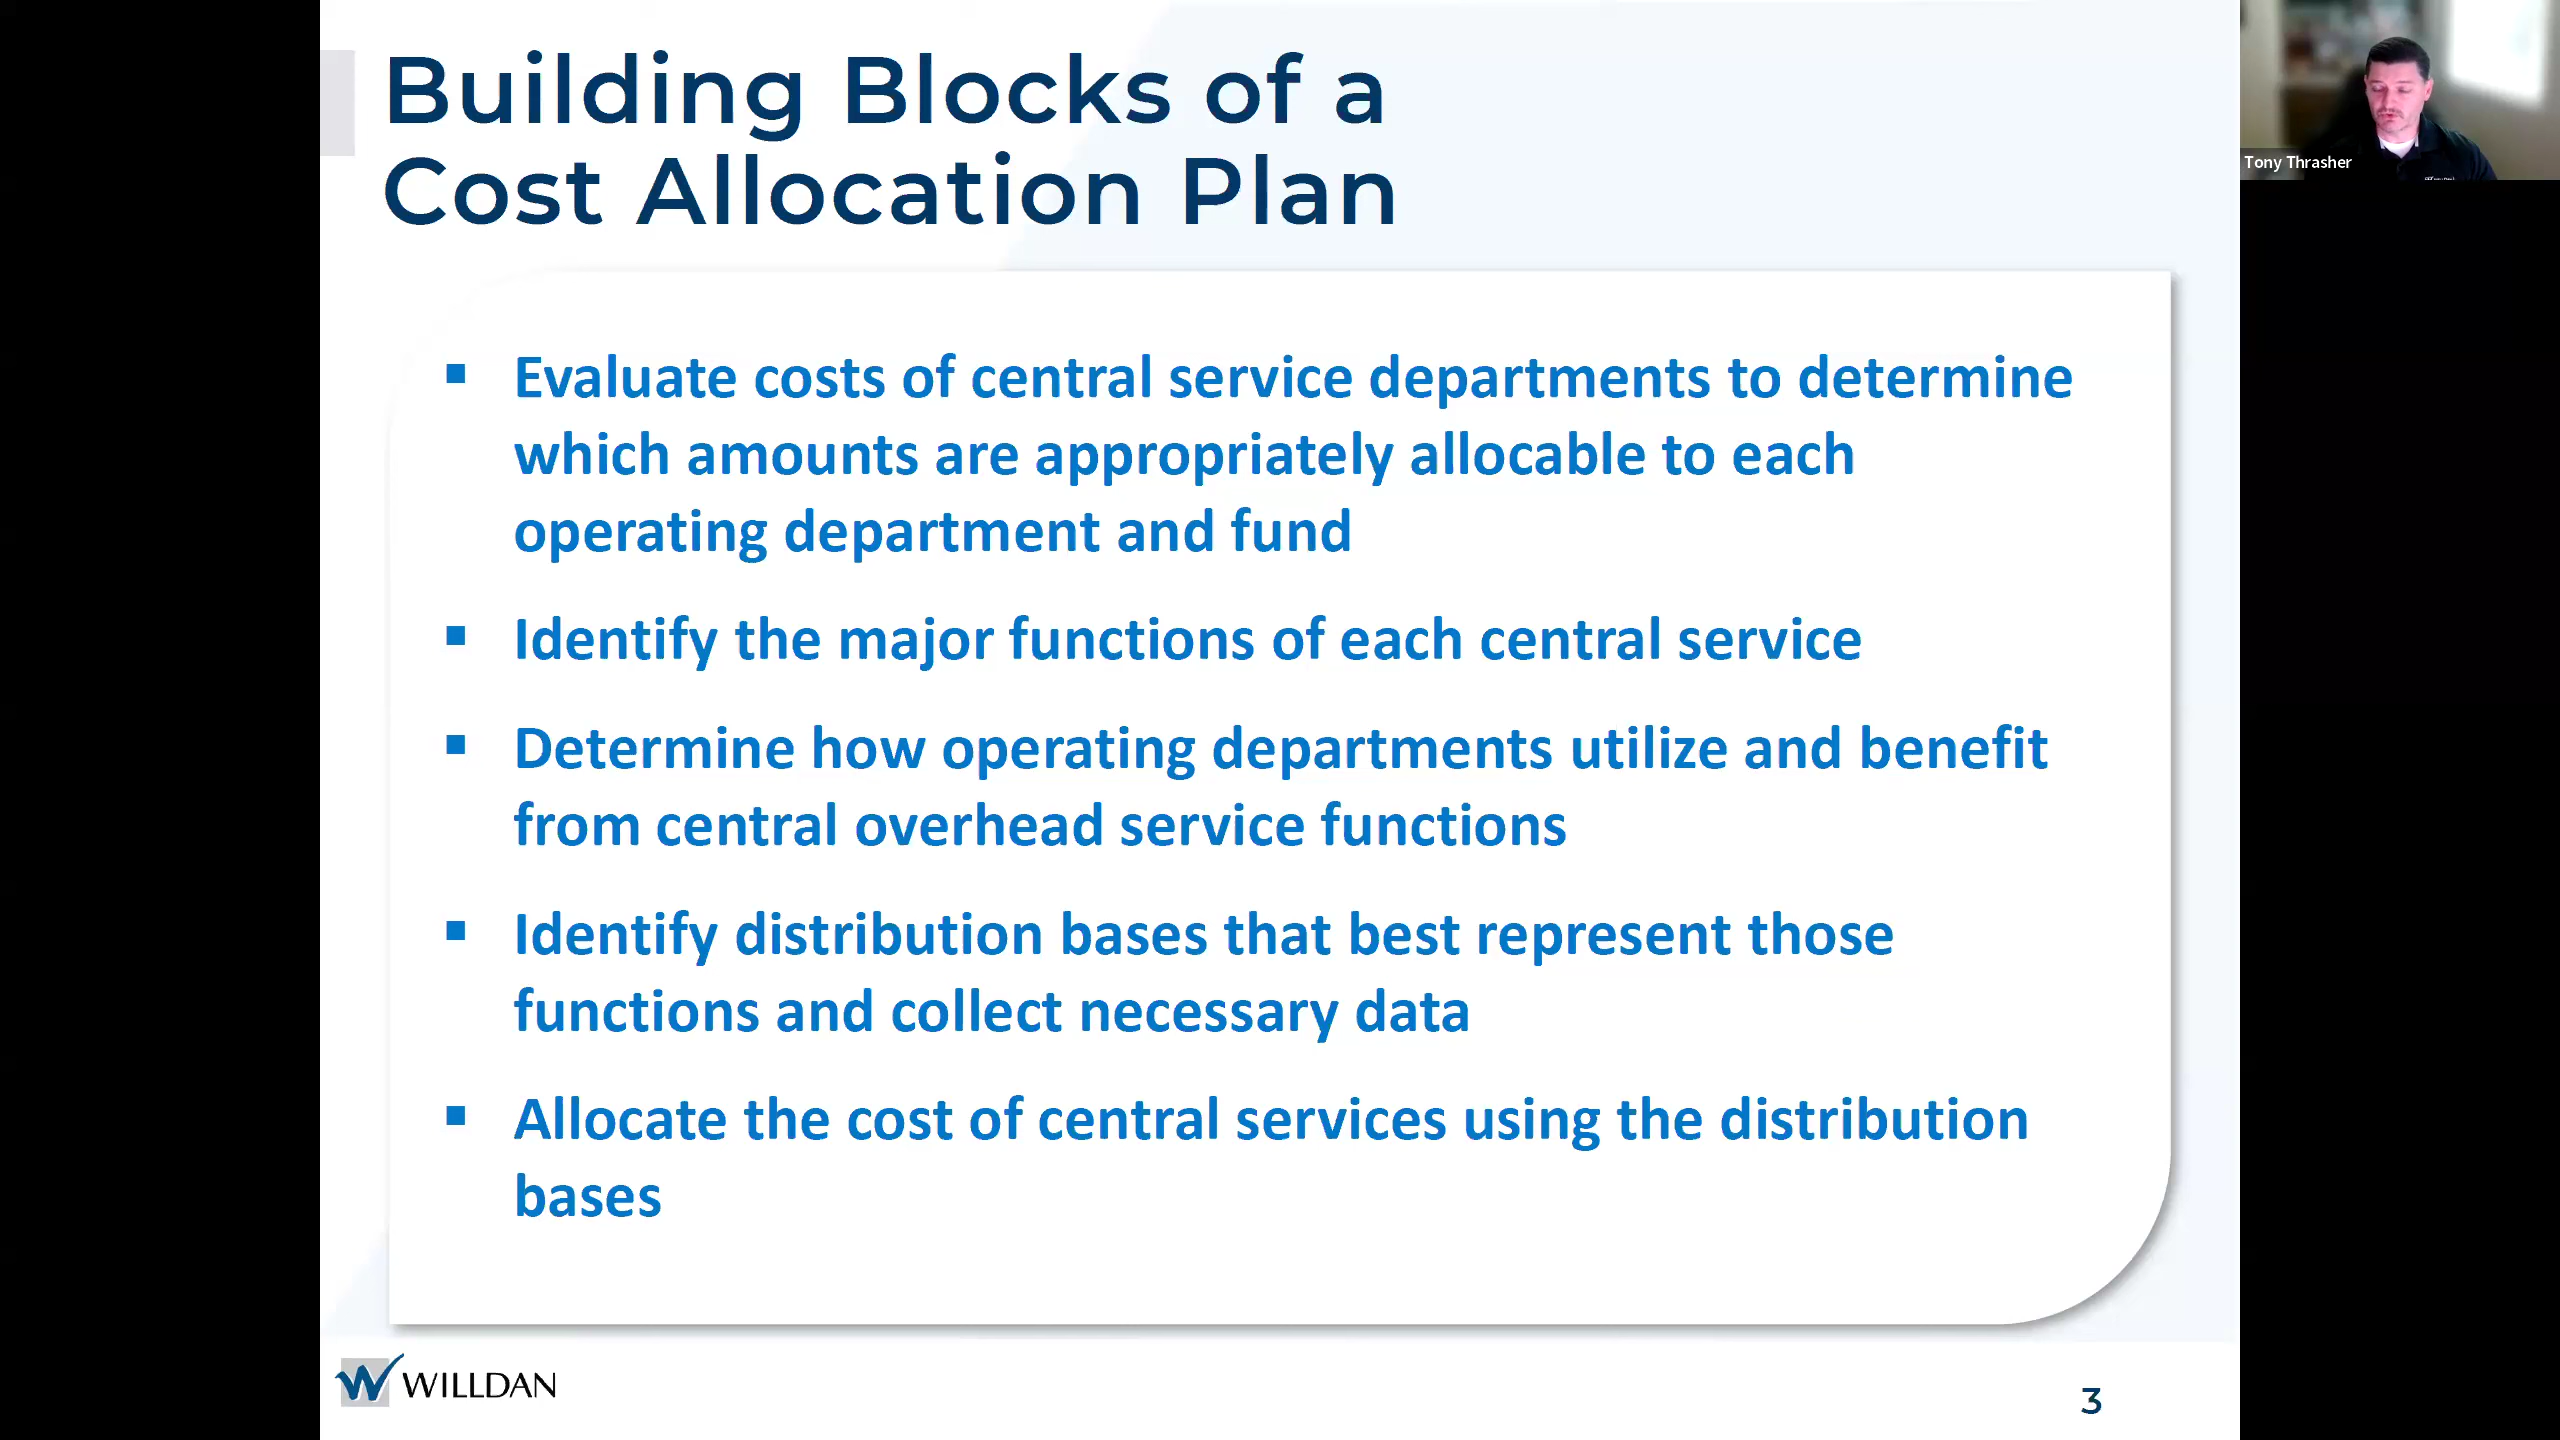 Building Blocks of a
Cost Allocation Plan
Tony Thrasher
▪ Evaluate costs of central service departments to determine
which amounts are appropriately allocable to each
operating department and fund
▪ Identify the major functions of each central service
▪ Determine how operating departments utilize and benefit
from central overhead service functions
▪ Identify distribution bases that best represent those
functions and collect necessary data
▪ Allocate the cost of central services using the distribution
bases
WILLDAN
3